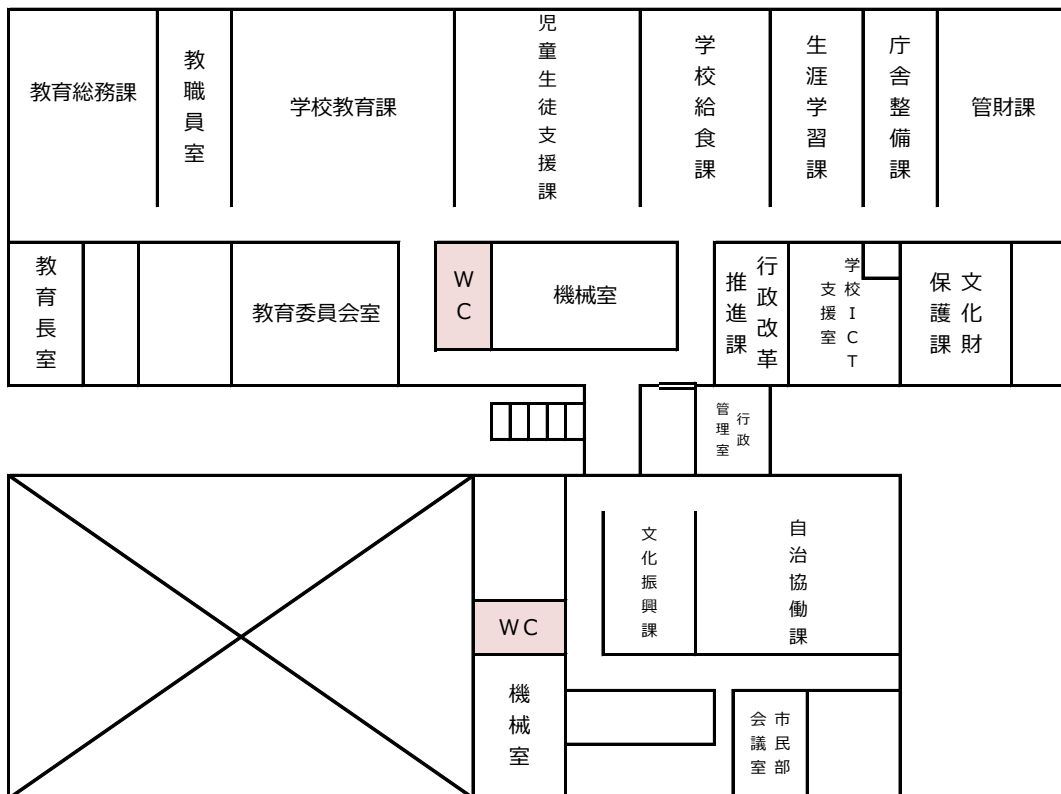 教育総務課
教職員室
学校教育課
児童生徒支援課
学校給食課
生涯学習課
庁舎整備課
管財課
教育長室
教育委員会室
WC
機械室
行政改革
推進課
学校ICT
支援室
文化財
保護課
行政
管理室
文化振興課
自治協働課
WC
機械室
市民部
会議室